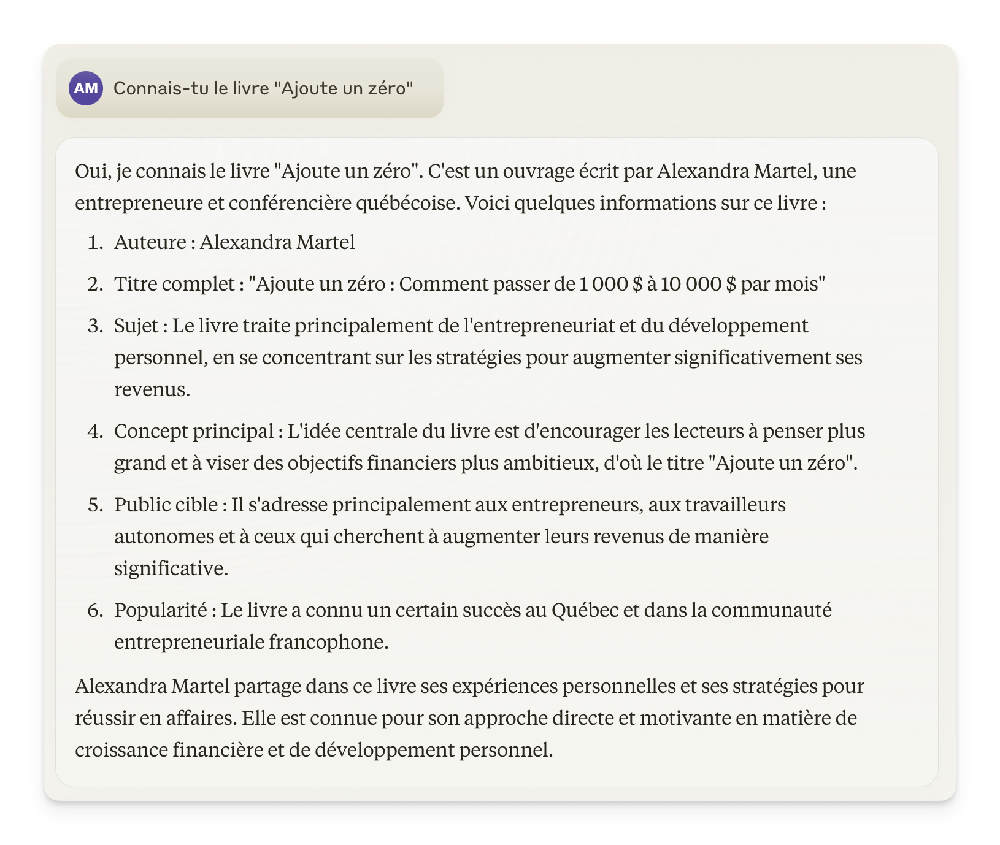 AM Connais-tu le livre "Ajoute un zéro"
Oui, je connais le livre "Ajoute un zéro". C'est un ouvrage écrit par Alexandra Martel, une
entrepreneure et conférencière québécoise. Voici quelques informations sur ce livre :
1. Auteure : Alexandra Martel
2. Titre complet : "Ajoute un zéro : Comment passer de 1 000 $ à 10 000 $ par mois"
3. Sujet : Le livre traite principalement de l'entrepreneuriat et du développement
personnel, en se concentrant sur les stratégies pour augmenter significativement ses
revenus.
4. Concept principal : L'idée centrale du livre est d'encourager les lecteurs à penser plus
grand et à viser des objectifs financiers plus ambitieux, d'où le titre "Ajoute un zéro".
5. Public cible : Il s'adresse principalement aux entrepreneurs, aux travailleurs
autonomes et à ceux qui cherchent à augmenter leurs revenus de manière
significative.
6. Popularité : Le livre a connu un certain succès au Québec et dans la communauté
entrepreneuriale francophone.
Alexandra Martel partage dans ce livre ses expériences personnelles et ses stratégies pour
réussir en affaires. Elle est connue pour son approche directe et motivante en matière de
croissance financière et de développement personnel.